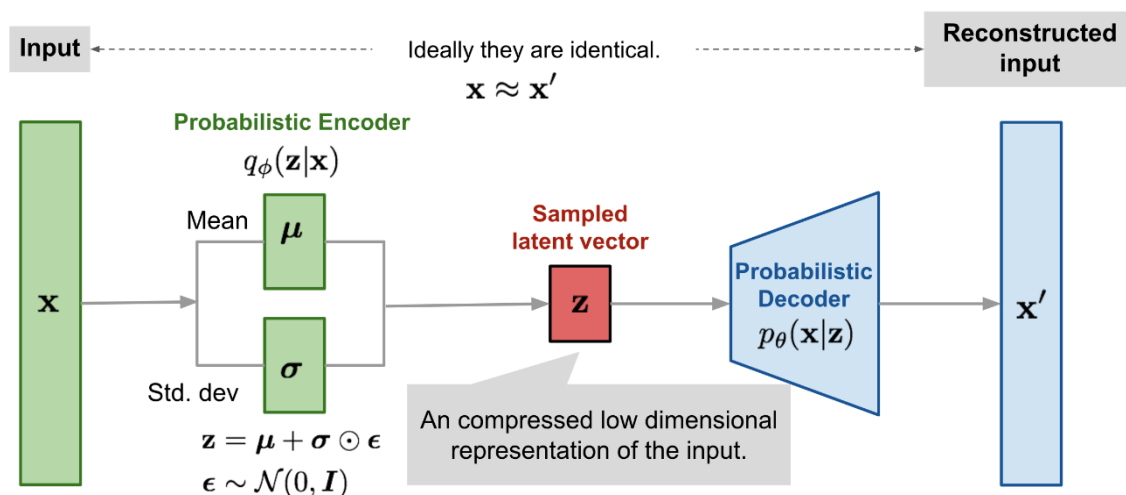 Input
Ideally they are identical.
x ≈ x′
Reconstructed
input
Probabilistic Encoder
qϕ(z|x)
Mean
μ
x
σ
Std. dev
z = μ + σ ⊙ ϵ
ϵ ∼ 𝒩(0, I)
Sampled
latent vector
z
An compressed low dimensional
representation of the input.
Probabilistic
Decoder
pθ(x|z)
x′